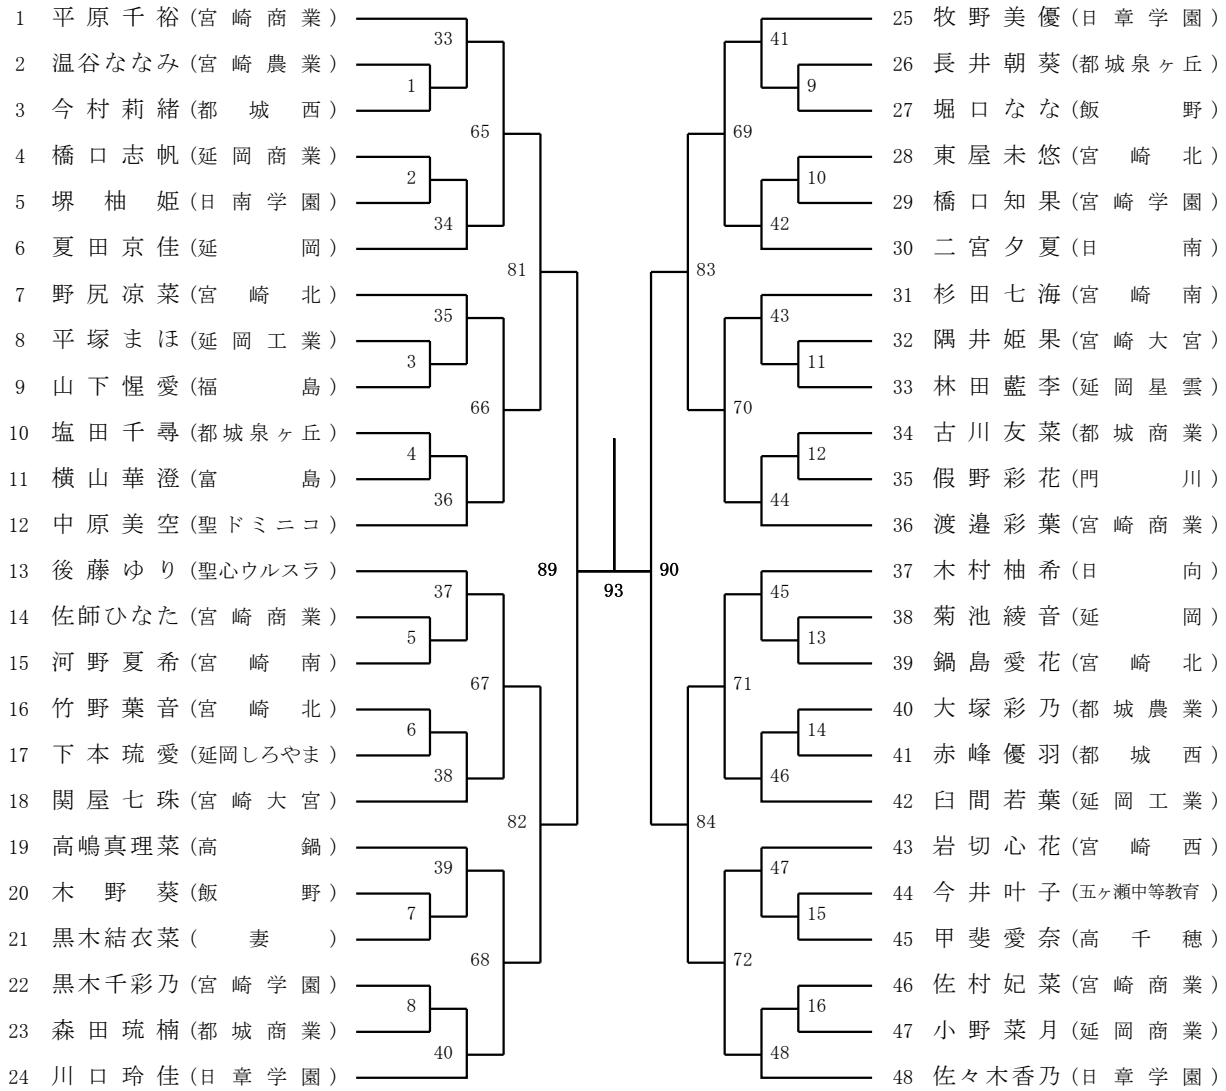 1 平原千裕(宮崎商業)
2 温谷ななみ(宮崎農業)
3 今村莉緒(都城西)
4 橋口志帆(延岡商業)
5 堺柚姫(日南学園)
6 夏田京佳(延岡)
7 野尻凉菜(宮崎北)
8 平塚まほ(延岡工業)
9 山下惺愛(福島)
10 塩田千尋(都城泉ヶ丘)
11 横山華澄(富島)
12 中原美空(聖ドミニコ)
13 後藤ゆり(聖心ウルスラ)
14 佐師ひなた(宮崎商業)
15 河野夏希(宮崎南)
16 竹野葉音(宮崎北)
17 下本琉愛(延岡しろやま)
18 関屋七珠(宮崎大宮)
19 高嶋真理菜(高鍋)
20 木野葵(飯野)
21 黒木結衣菜(妻)
22 黒木千彩乃(宮崎学園)
23 森田琉楠(都城商業)
24 川口玲佳(日章学園)
33
1
65
2
34
81
35
3
66
4
36
89
37
5
67
6
38
82
39
7
68
8
40
93
90
41
9
69
10
42
83
43
11
70
12
44
45
13
71
14
46
84
47
15
72
16
48
25 牧野美優(日章学園)
26 長井朝葵(都城泉ヶ丘)
27 堀口なな(飯野)
28 東屋未悠(宮崎北)
29 橋口知果(宮崎学園)
30 二宮夕夏(日南)
31 杉田七海(宮崎南)
32 隅井姫果(宮崎大宮)
33 林田藍李(延岡星雲)
34 古川友菜(都城商業)
35 假野彩花(門川)
36 渡邉彩葉(宮崎商業)
37 木村柚希(日向)
38 菊池綾音(延岡)
39 鍋島愛花(宮崎北)
40 大塚彩乃(都城農業)
41 赤峰優羽(都城西)
42 臼間若葉(延岡工業)
43 岩切心花(宮崎西)
44 今井叶子(五ヶ瀬中等教育)
45 甲斐愛奈(高千穂)
46 佐村妃菜(宮崎商業)
47 小野菜月(延岡商業)
48 佐々木香乃(日章学園)